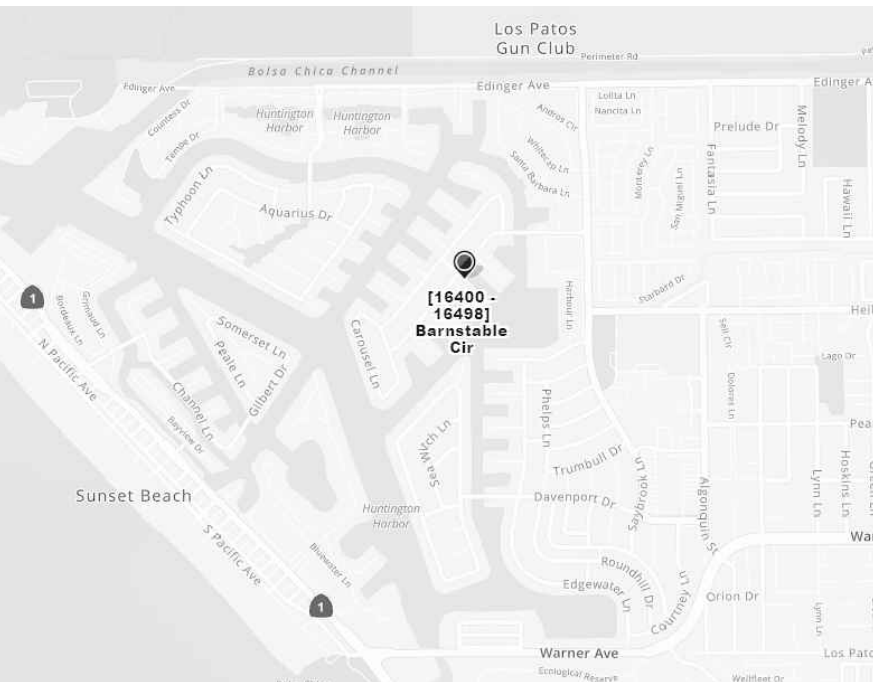 Los Patos
Gun Club
Perimeter Rd
Bolsa Chica Channel
Edinger Ave
Edinger Ave
Edinger A
Countess Dr
Tempe Dr
Huntington
Harbor
Huntington
Harbor
Andros Cir
Lolita Ln
Nancita Ln
Prelude Dr
Melody Ln
Whitecap Ln
Santa Barbara Ln
Monterey Ln
San Miguel Ln
Fantasia Ln
Hawaii Ln
Typhoon Ln
Aquarius Dr
[16400 -
16498]
Barnstable
Cir
Harbour Ln
Starboard Dr
1
Bordeaux Ln
Grimaud Ln
N Pacific Ave
Somerset Ln
Peale Ln
Gilbert Dr
Channel Ln
Bayview Dr
Carousel Ln
Heil
Sell Cir
Lago Dr
Dolores Ln
Phelps Ln
Trumbull Dr
Davenport Dr
Saybrook Ln
Algonquin St
Pea
Lynn Ln
Hoskins Ln
War
Sunset Beach
S Pacific Ave
Huntington
Harbor
Bluewater Ln
1
Roundhill Dr
Edgewater Ln
Courtney Ln
Orion Dr
Lynn Ln
Warner Ave
Los Pato
Ecological Reserve
Wellfleet Dr